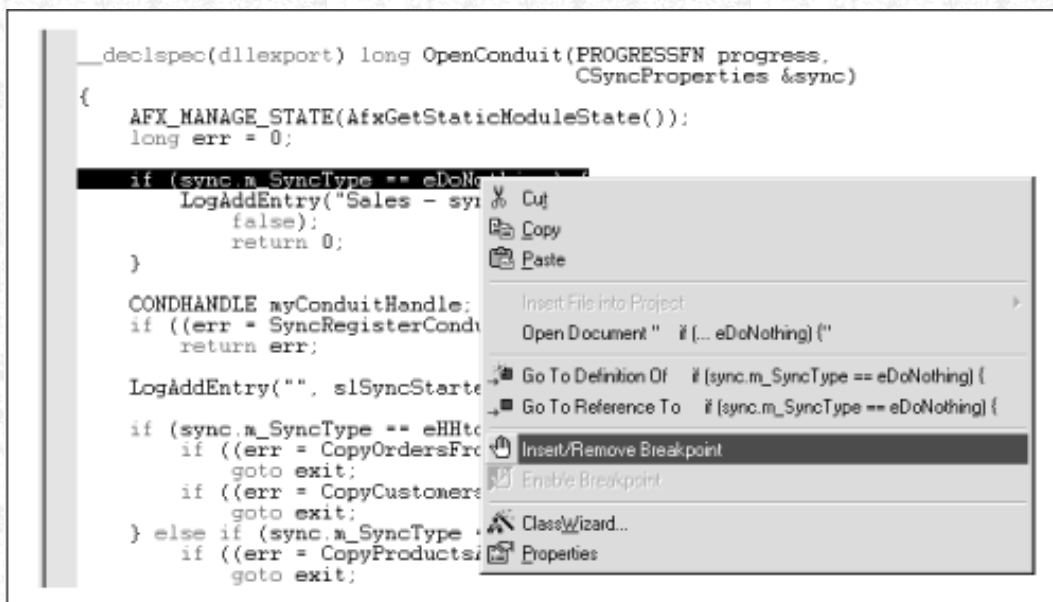 __declspec(dllexport) long OpenConduit(PROGRESSFN progress,
CSyncProperties &sync)
{
AFX_MANAGE_STATE(AfxGetStaticModuleState());
long err = 0;
if (sync.m_SyncType == eDoNothing) {
LogAddEntry("Sales - syn
false);
return 0;
}
CONDHANDLE myConduitHandle;
if ((err = SyncRegisterCondu
return err;
LogAddEntry("", slSyncStarte
if (sync.m_SyncType == eHHto
if ((err = CopyOrdersFro
goto exit;
if ((err = CopyCustomers
goto exit;
} else if (sync.m_SyncType =
if ((err = CopyProducts
goto exit;
Cut
Copy
Paste
Insert File into Project
Open Document " if (... eDoNothing) {"
Go To Definition Of if (sync.m_SyncType == eDoNothing) {
Go To Reference To if (sync.m_SyncType == eDoNothing) {
Insert/Remove Breakpoint
Enable Breakpoint
ClassWizard...
Properties